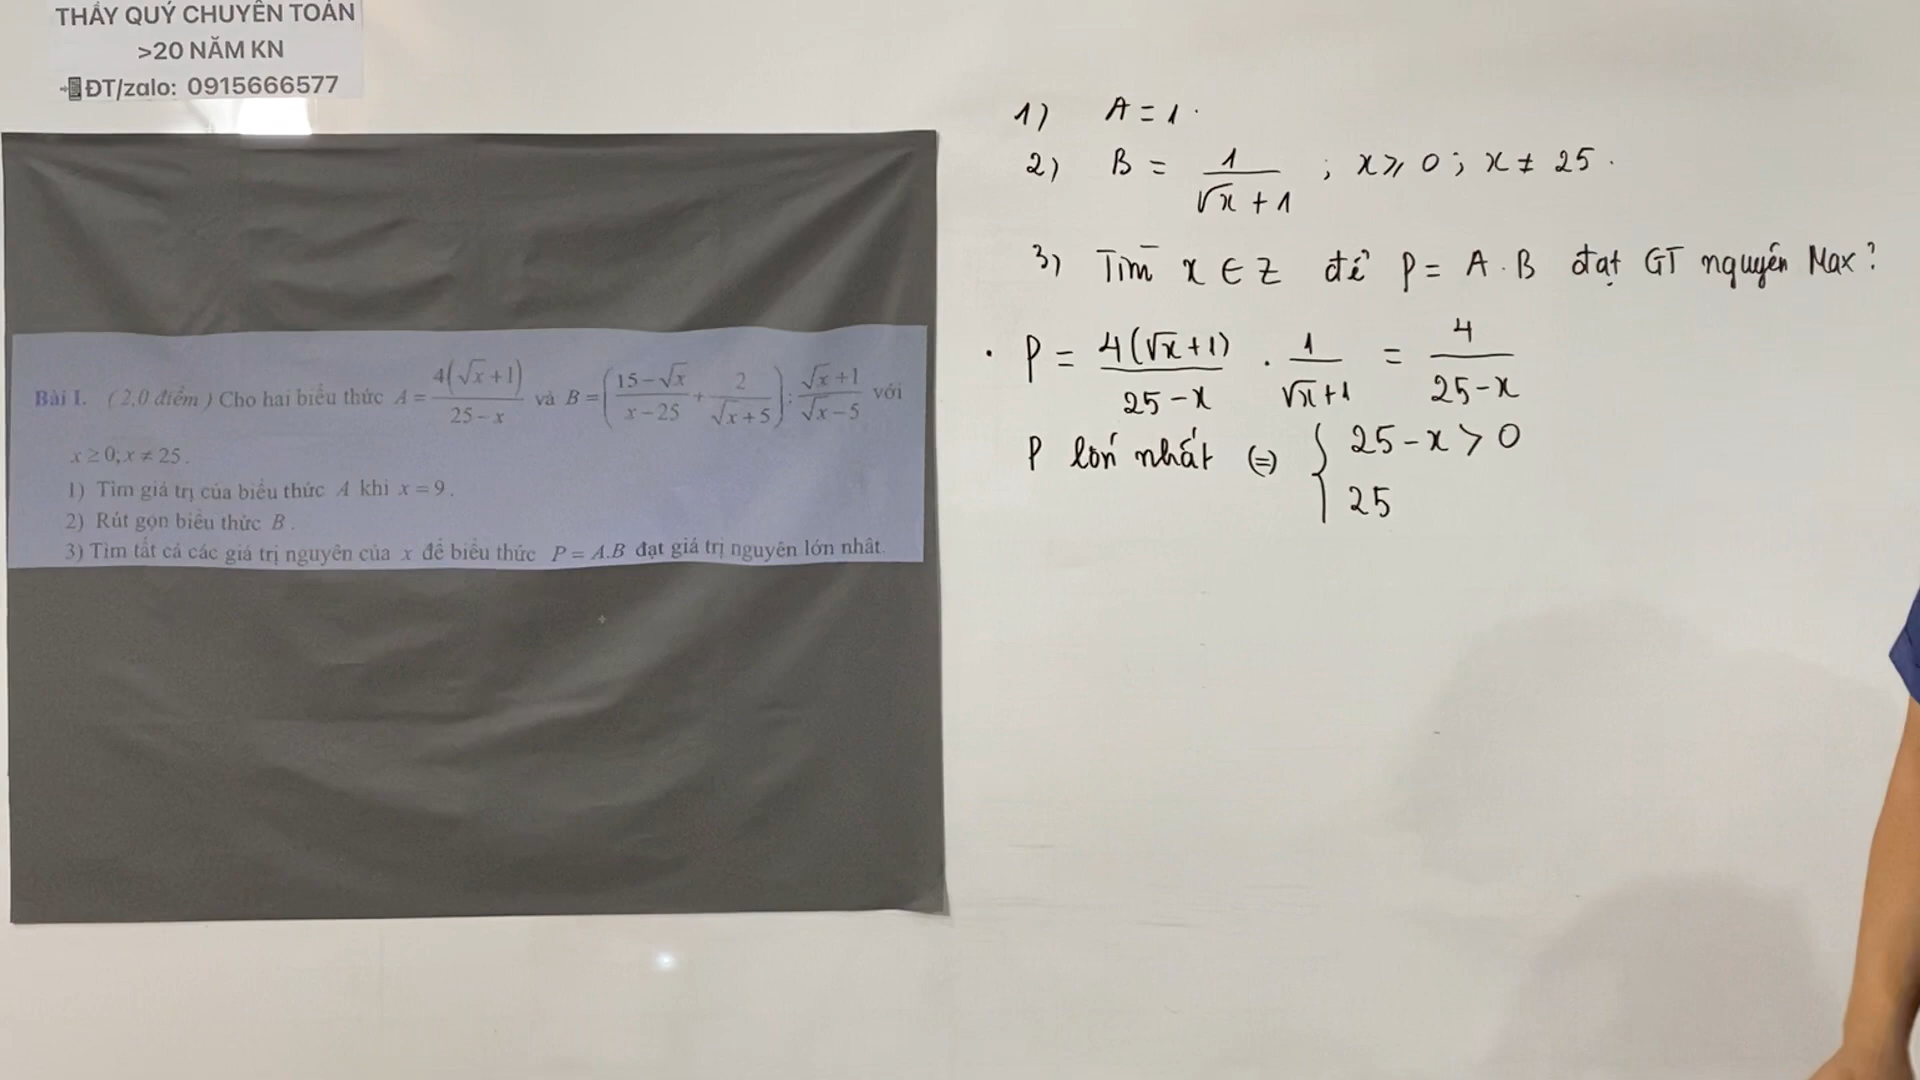 THẦY QUÝ CHUYÊN TOÁN
>20 NĂM KN
ĐT/zalo: 0915666577
Bài I. (2,0 điểm) Cho hai biểu thức A = 4(√x+1)/(25−x) và B = ((15−√x)/(x−25) + 2/(√x+5)) : (√x+1)/(√x−5) với
x ≥ 0; x ≠ 25.
1) Tìm giá trị của biểu thức A khi x = 9.
2) Rút gọn biểu thức B.
3) Tìm tất cả các giá trị nguyên của x để biểu thức P = A.B đạt giá trị nguyên lớn nhất.
1) A = 1.
2) B = 1/(√x + 1) ; x ≥ 0 ; x ≠ 25.
3) Tìm x ∈ Z để P = A . B đạt GT nguyên Max?
. P = 4(√x+1)/(25−x) . 1/(√x+1) = 4/(25−x)
P lớn nhất (=) { 25−x > 0
25